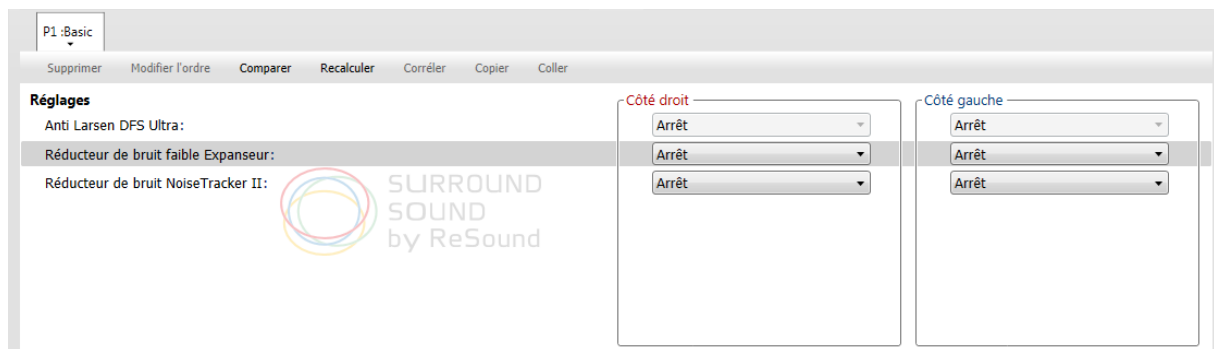 P1 :Basic
Supprimer Modifier l'ordre Comparer Recalculer Corréler Copier Coller
Réglages Côté droit Côté gauche
Anti Larsen DFS Ultra: Arrêt Arrêt
Réducteur de bruit faible Expanseur: Arrêt Arrêt
Réducteur de bruit NoiseTracker II: Arrêt Arrêt
SURROUND
SOUND
by ReSound